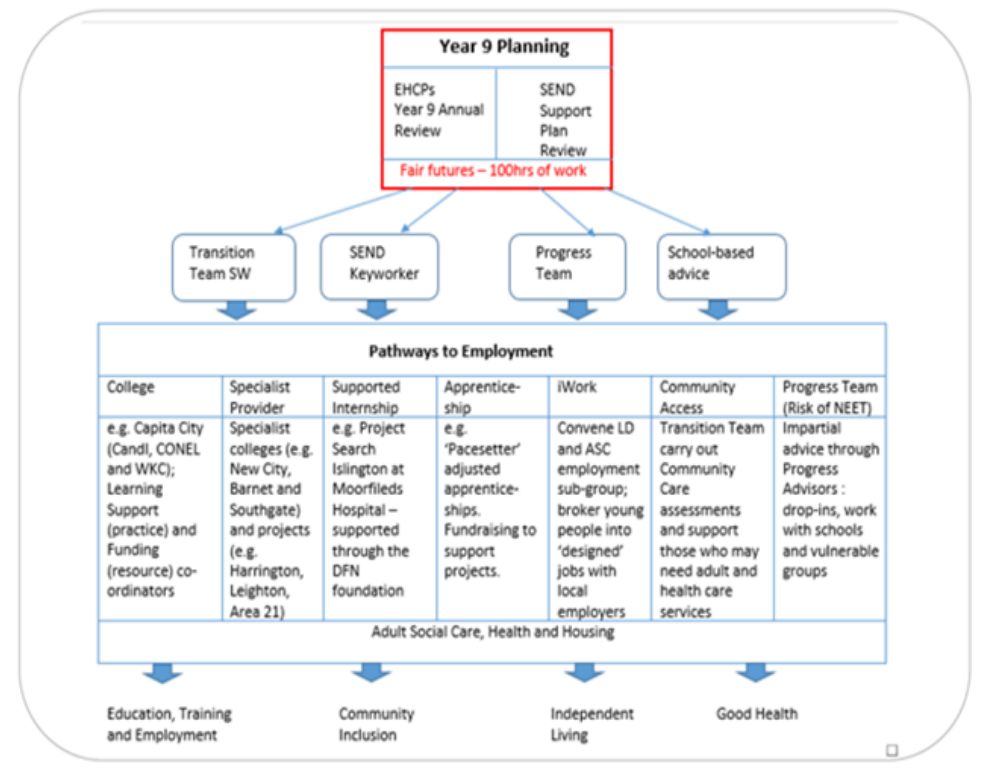 Year 9 Planning
EHCPs
Year 9 Annual
Review
SEND
Support
Plan
Review
Fair futures – 100hrs of work
Transition
Team SW
SEND
Keyworker
Progress
Team
School-based
advice
Pathways to Employment
College
Specialist
Provider
Supported
Internship
Apprentice-
ship
iWork
Community
Access
Progress Team
(Risk of NEET)
e.g. Capita City
(CandI, CONEL
and WKC);
Learning
Support
(practice) and
Funding
(resource) co-
ordinators
Specialist
colleges (e.g.
New City,
Barnet and
Southgate)
and projects
(e.g.
Harrington,
Leighton,
Area 21)
e.g. Project
Search
Islington at
Moorfileds
Hospital –
supported
through the
DFN
foundation
e.g.
‘Pacesetter’
adjusted
apprentice-
ships.
Fundraising to
support
projects.
Convene LD
and ASC
employment
sub-group;
broker young
people into
‘designed’
jobs with
local
employers
Transition Team
carry out
Community
Care
assessments
and support
those who may
need adult and
health care
services
Impartial
advice through
Progress
Advisors :
drop-ins, work
with schools
and vulnerable
groups
Adult Social Care, Health and Housing
Education, Training
and Employment
Community
Inclusion
Independent
Living
Good Health